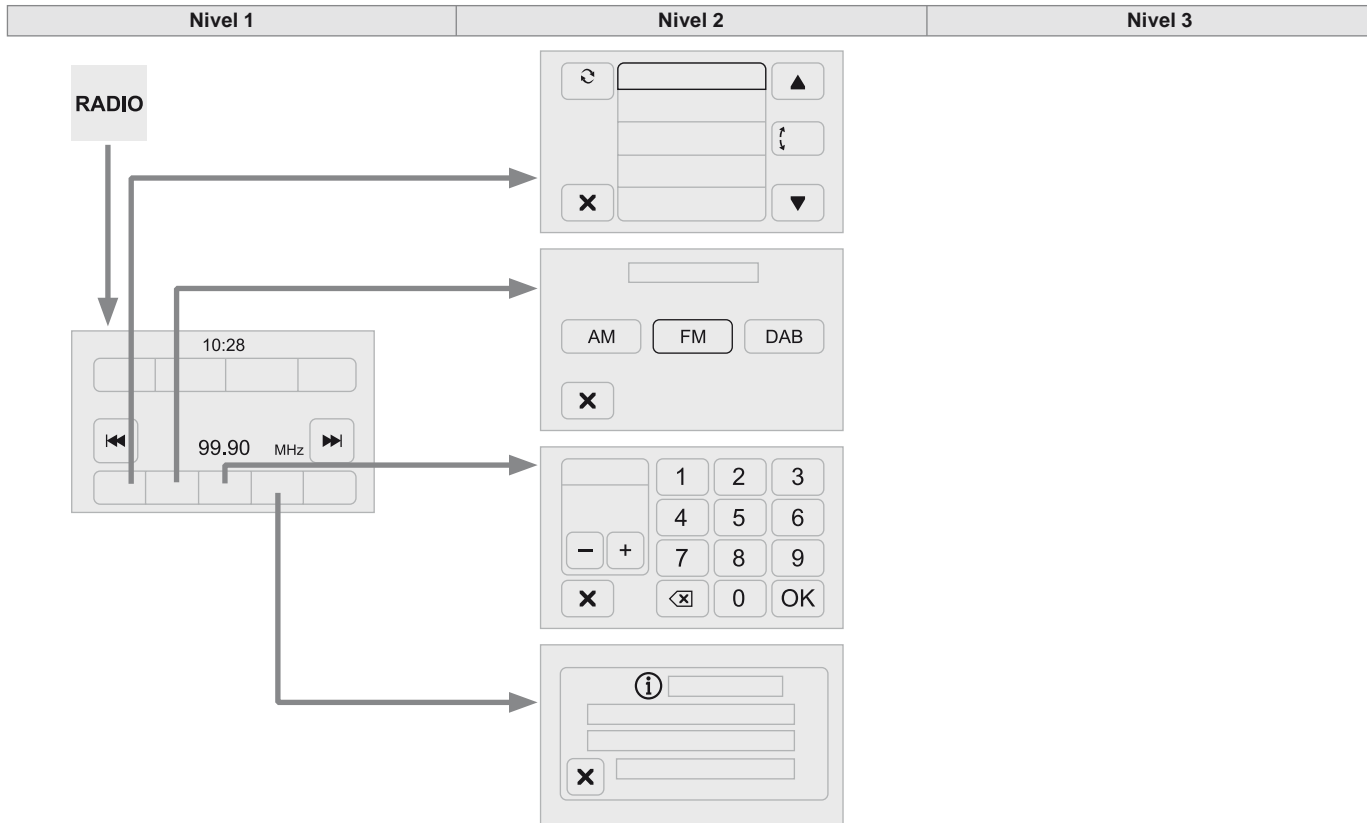 Nivel 1 Nivel 2 Nivel 3
RADIO
10:28
99.90 MHz
AM FM DAB
1 2 3
4 5 6
− + 7 8 9
0 OK